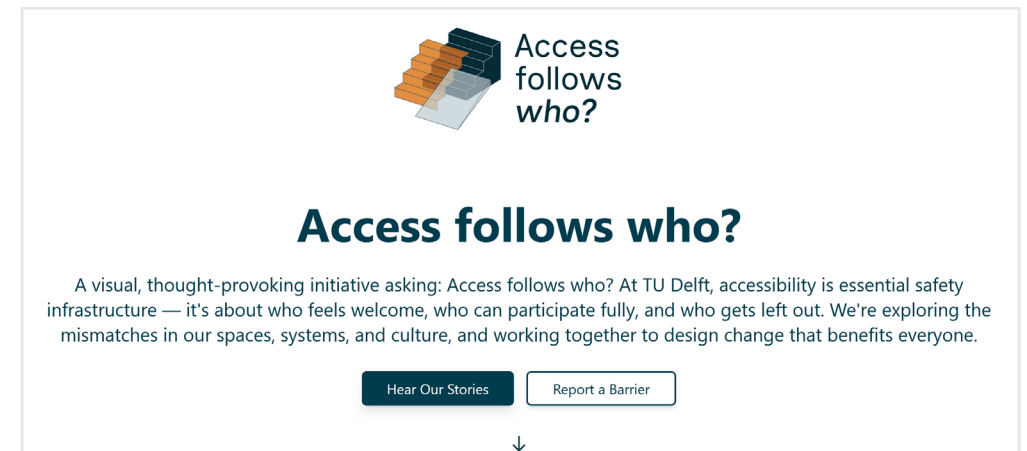 Access
follows
who?
Access follows who?
A visual, thought-provoking initiative asking: Access follows who? At TU Delft, accessibility is essential safety
infrastructure — it's about who feels welcome, who can participate fully, and who gets left out. We're exploring the
mismatches in our spaces, systems, and culture, and working together to design change that benefits everyone.
Hear Our Stories
Report a Barrier